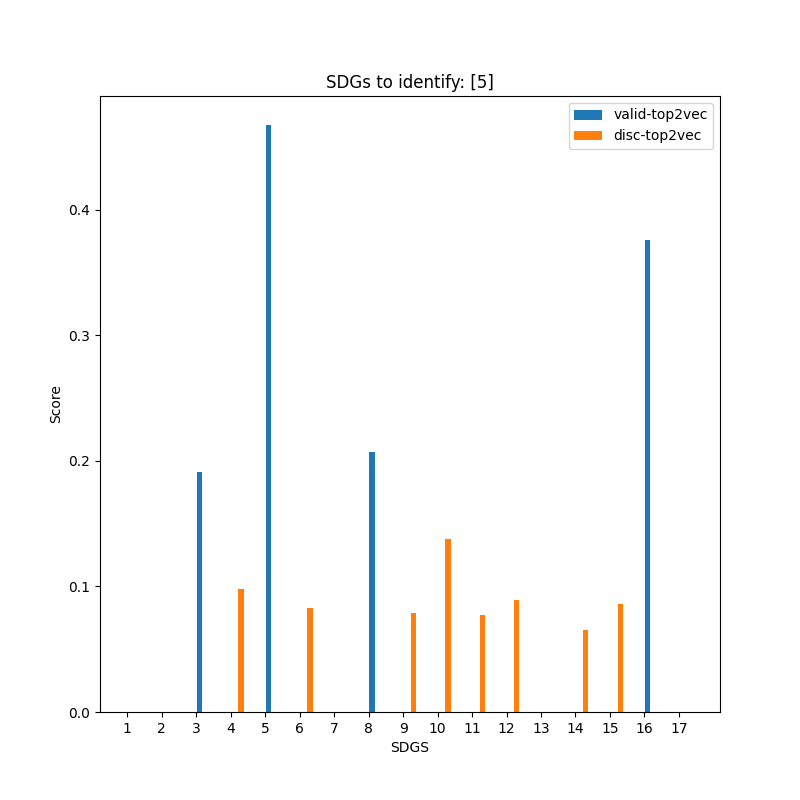 SDGs to identify: [5]
valid-top2vec
disc-top2vec
0.4
0.3
0.2
0.1
0.0
Score
1 2 3 4 5 6 7 8 9 10 11 12 13 14 15 16 17
SDGS